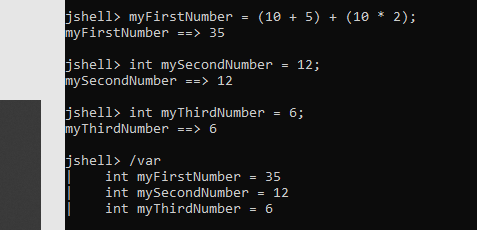 jshell> myFirstNumber = (10 + 5) + (10 * 2);
myFirstNumber ==> 35
jshell> int mySecondNumber = 12;
mySecondNumber ==> 12
jshell> int myThirdNumber = 6;
myThirdNumber ==> 6
jshell> /var
|    int myFirstNumber = 35
|    int mySecondNumber = 12
|    int myThirdNumber = 6